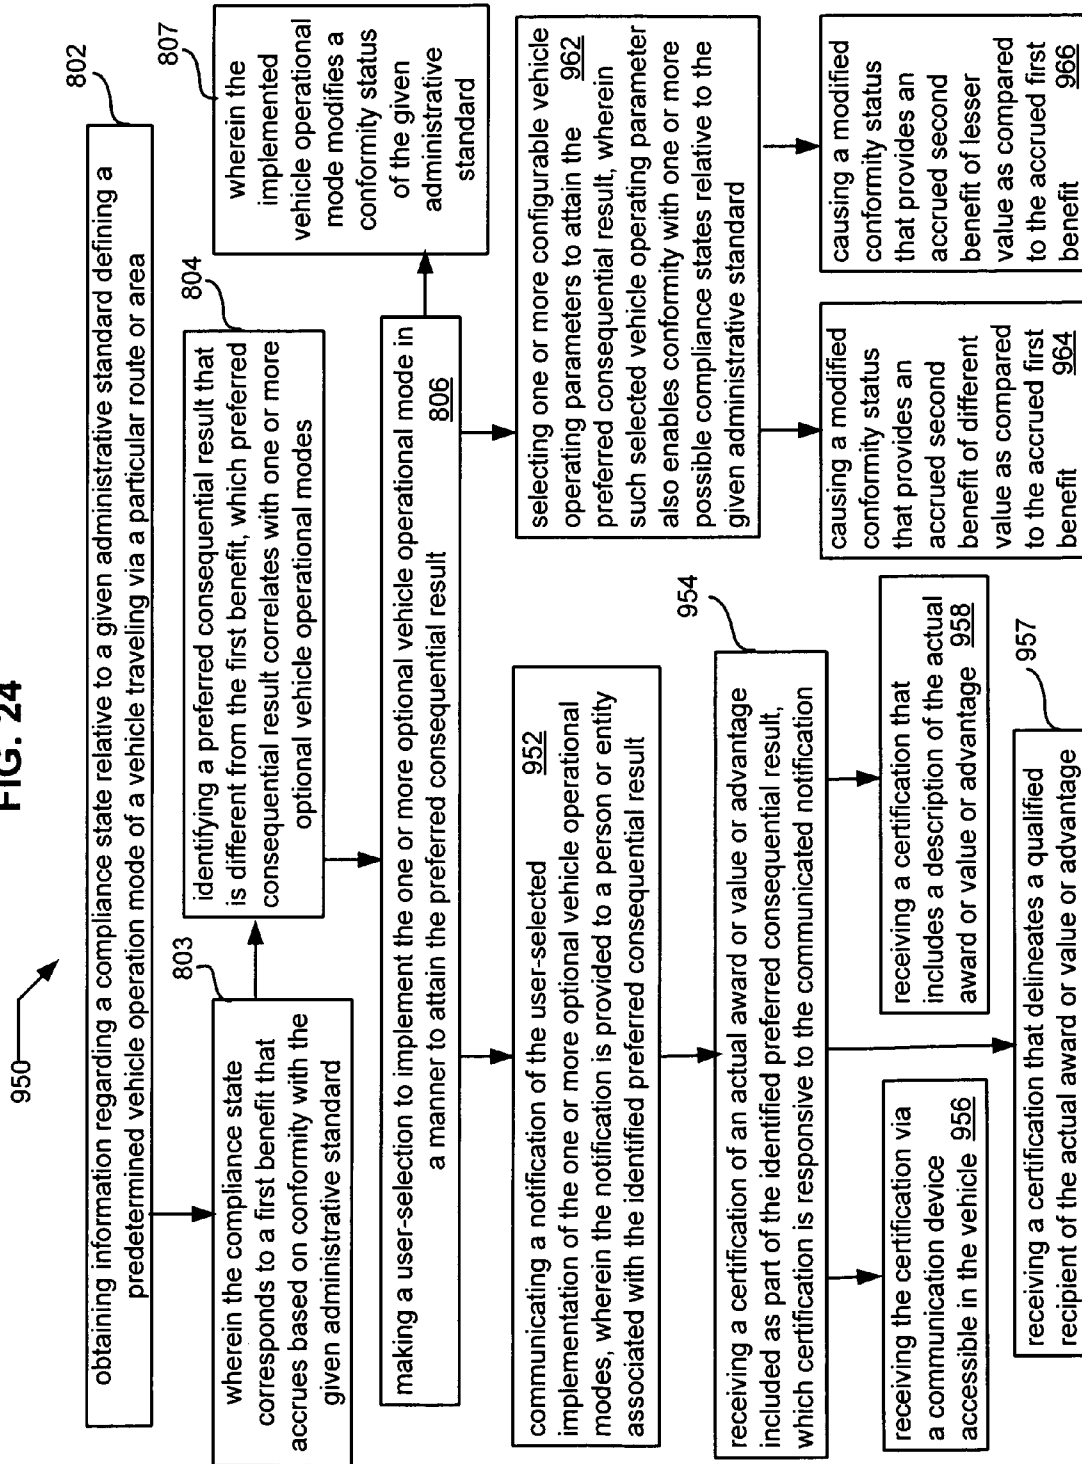 FIG. 24
950
802
obtaining information regarding a compliance state relative to a given administrative standard defining a
predetermined vehicle operation mode of a vehicle traveling via a particular route or area
803
wherein the compliance state
corresponds to a first benefit that
accrues based on conformity with the
given administrative standard
804
identifying a preferred consequential result that
is different from the first benefit, which preferred
consequential result correlates with one or more
optional vehicle operational modes
807
wherein the
implemented
vehicle operational
mode modifies a
conformity status
of the given
administrative
standard
making a user-selection to implement the one or more optional vehicle operational mode in
a manner to attain the preferred consequential result 806
communicating a notification of the user-selected 952
implementation of the one or more optional vehicle operational
modes, wherein the notification is provided to a person or entity
associated with the identified preferred consequential result
selecting one or more configurable vehicle
operating parameters to attain the 962
preferred consequential result, wherein
such selected vehicle operating parameter
also enables conformity with one or more
possible compliance states relative to the
given administrative standard
954
receiving a certification of an actual award or value or advantage
included as part of the identified preferred consequential result,
which certification is responsive to the communicated notification
receiving the certification via
a communication device
accessible in the vehicle 956
receiving a certification that
includes a description of the actual
award or value or advantage 958
957
receiving a certification that delineates a qualified
recipient of the actual award or value or advantage
causing a modified
conformity status
that provides an
accrued second
benefit of different
value as compared
to the accrued first
benefit 964
causing a modified
conformity status
that provides an
accrued second
benefit of lesser
value as compared
to the accrued first
benefit 966